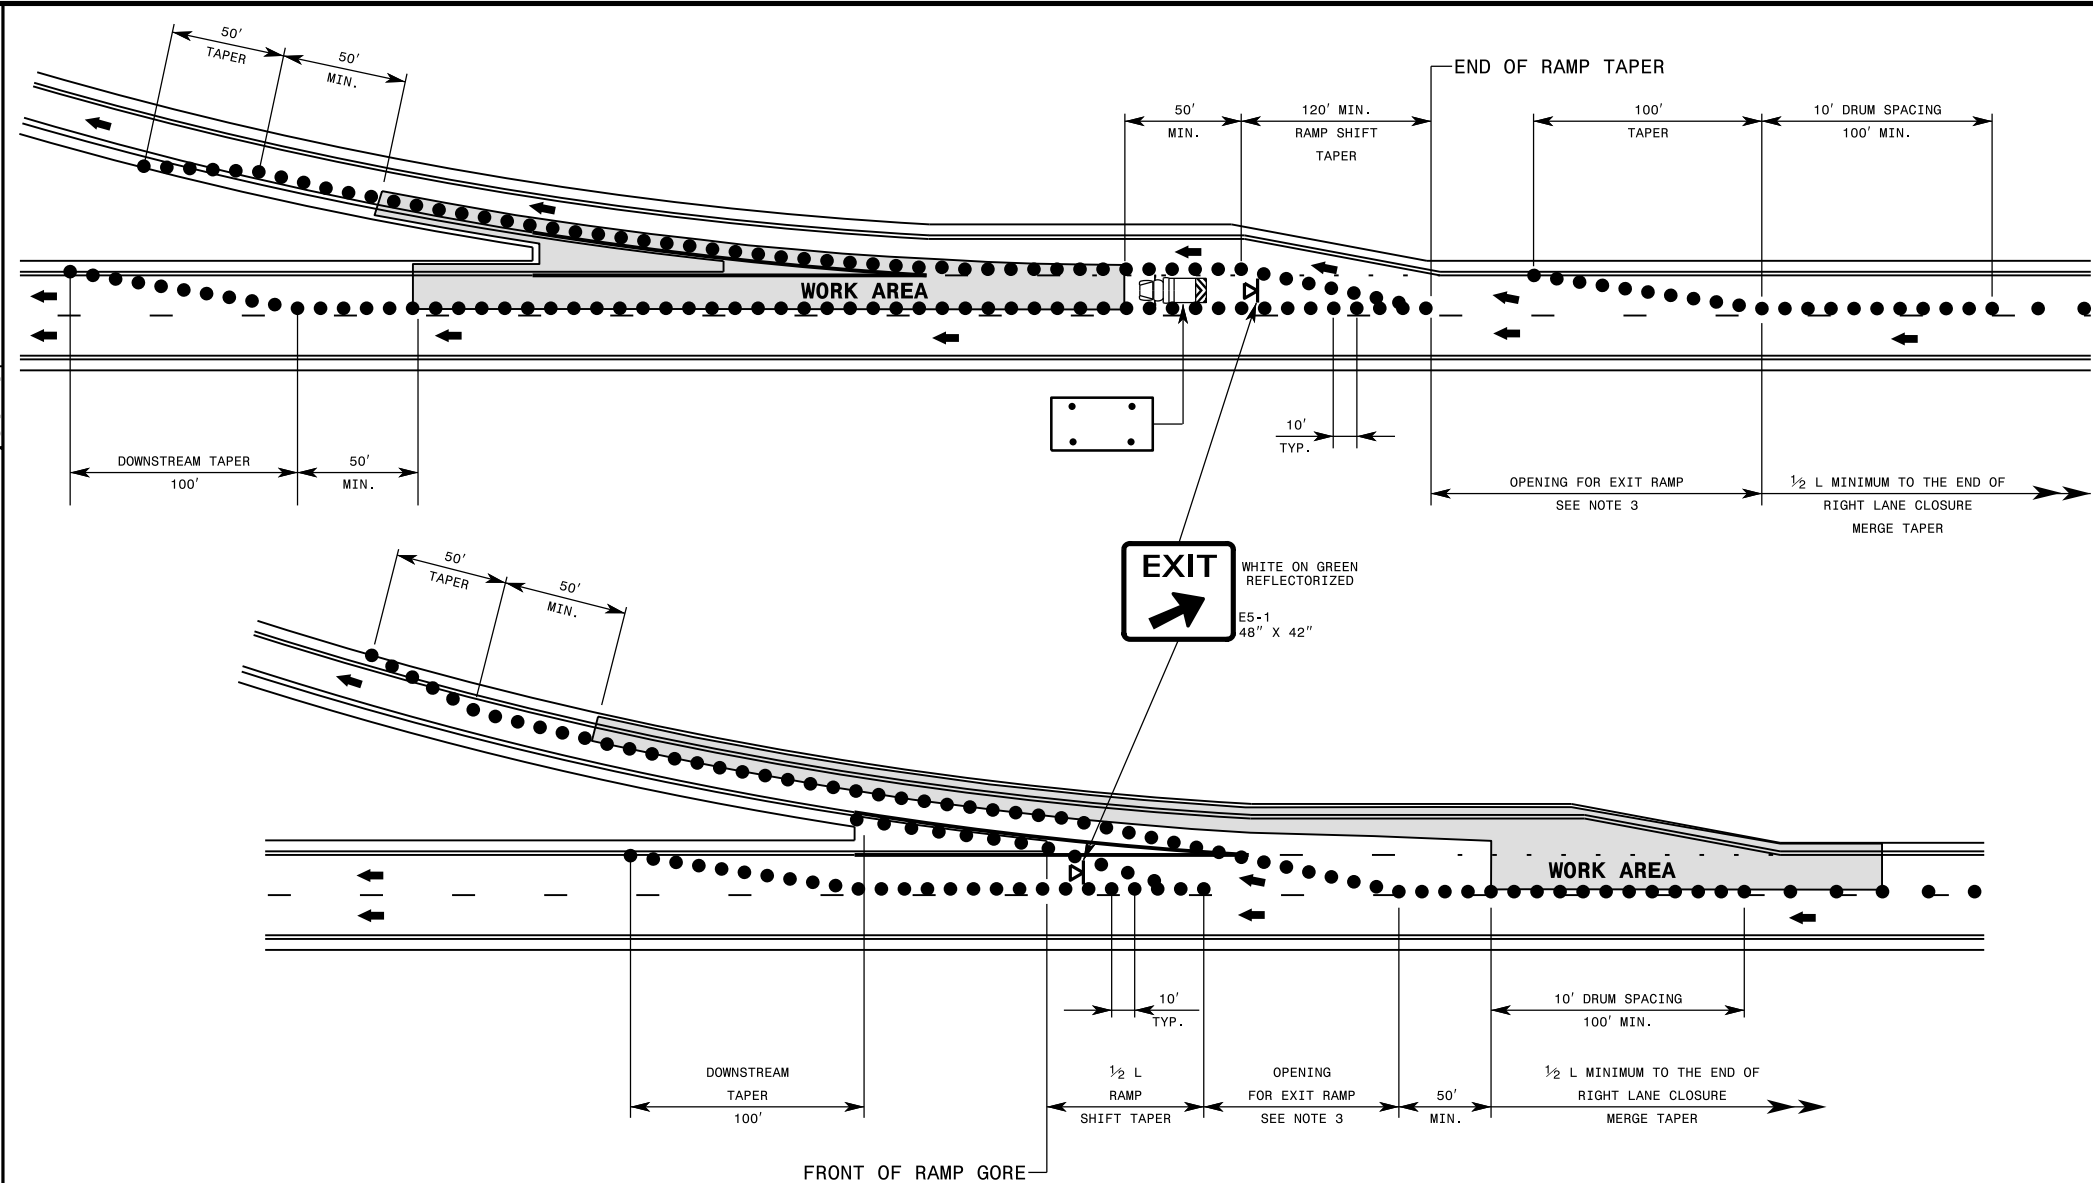 50′
TAPER
50′
MIN.
END OF RAMP TAPER
50′
MIN.
120′ MIN.
RAMP SHIFT
TAPER
100′
TAPER
10′ DRUM SPACING
100′ MIN.
WORK AREA
10′
TYP.
DOWNSTREAM TAPER
100′
50′
MIN.
OPENING FOR EXIT RAMP
SEE NOTE 3
½ L MINIMUM TO THE END OF
RIGHT LANE CLOSURE
MERGE TAPER
EXIT
WHITE ON GREEN
REFLECTORIZED
E5-1
48″ X 42″
50′
TAPER
50′
MIN.
WORK AREA
10′
TYP.
10′ DRUM SPACING
100′ MIN.
DOWNSTREAM
TAPER
100′
½ L
RAMP
SHIFT TAPER
OPENING
FOR EXIT RAMP
SEE NOTE 3
50′
MIN.
½ L MINIMUM TO THE END OF
RIGHT LANE CLOSURE
MERGE TAPER
FRONT OF RAMP GORE